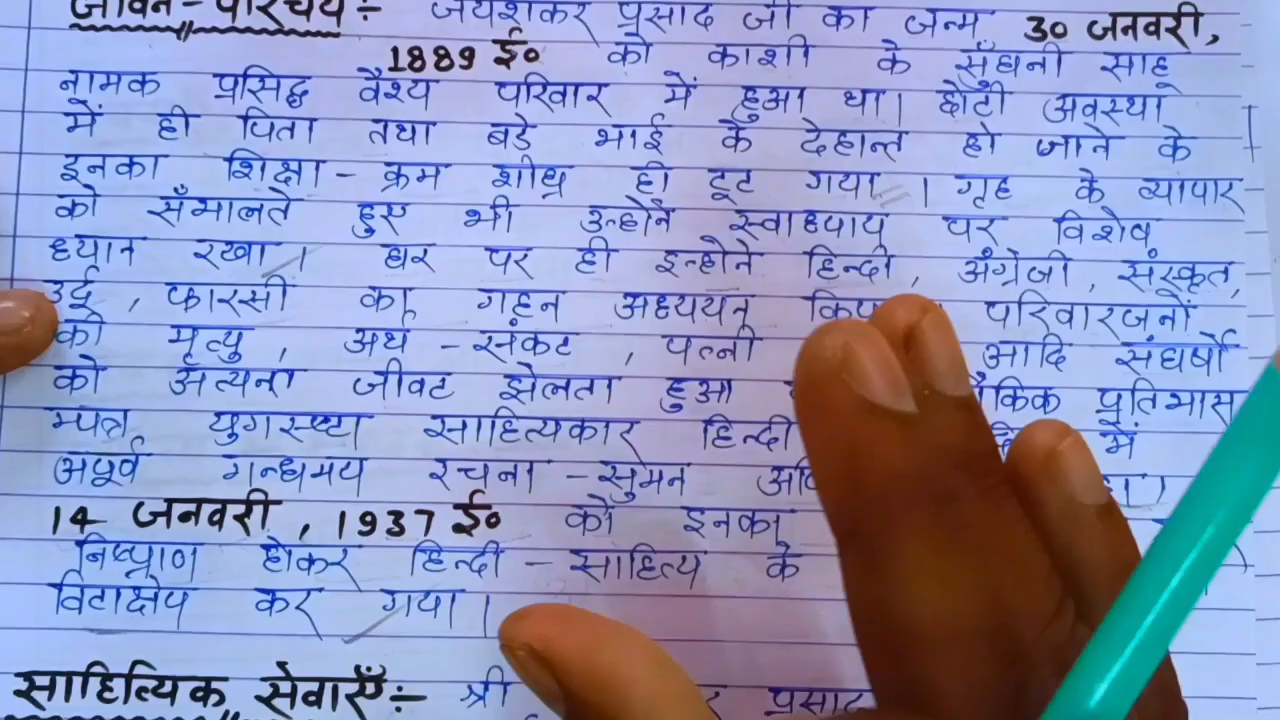 जीवन-परिचय :- जयशंकर प्रसाद जी का जन्म 30 जनवरी,
1889 ई० को काशी के सुँघनी साहू
नामक प्रसिद्ध वैश्य परिवार में हुआ था। छोटी अवस्था
में ही पिता तथा बड़े भाई के देहान्त हो जाने के
इनका शिक्षा-क्रम शीघ्र ही टूट गया । गृह के व्यापार
को सँभालते हुए भी उन्होंने स्वाध्याय पर विशेष
ध्यान रखा। घर पर ही इन्होंने हिन्दी, अंग्रेजी, संस्कृत,
उर्दू, फारसी का गहन अध्ययन परिवारजनों
की मृत्यु, अर्थ-संकट, पत्नी आदि संघर्षों
को अत्यन्त जीवट झेलता हुआ प्रतिभास
म्पन्न युगस्रष्टा साहित्यकार हिन्दी में
अपूर्व गन्धमय रचना-सुमन
14 जनवरी, 1937 ई० को इनका
निष्प्राण होकर हिन्दी-साहित्य के
विटाक्षेप कर गया।
साहित्यिक सेवाएँ :- श्री प्रसाद